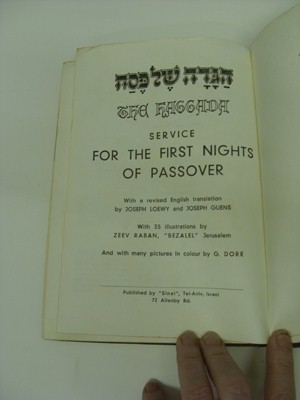 הגדה של פסח
THE HAGGADA
SERVICE
FOR THE FIRST NIGHTS
OF PASSOVER
With a revised English translation
by JOSEPH LOEWY and JOSEPH GUENS
With 35 illustrations by
ZEEV RABAN, "BEZALEL" Jerusalem
And with many pictures in colour by G. DORE
Published by "Sinai", Tel-Aviv, Israel
72 Allenby Rd.